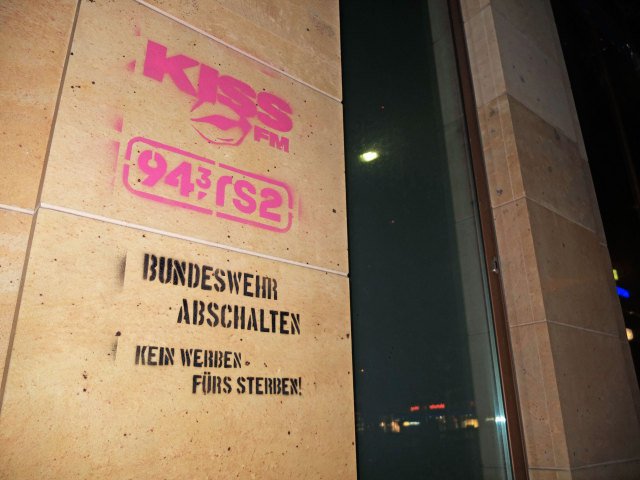 KISS
FM
94 3 rs2
BUNDESWEHR
ABSCHALTEN
KEIN WERBEN
FÜRS STERBEN!